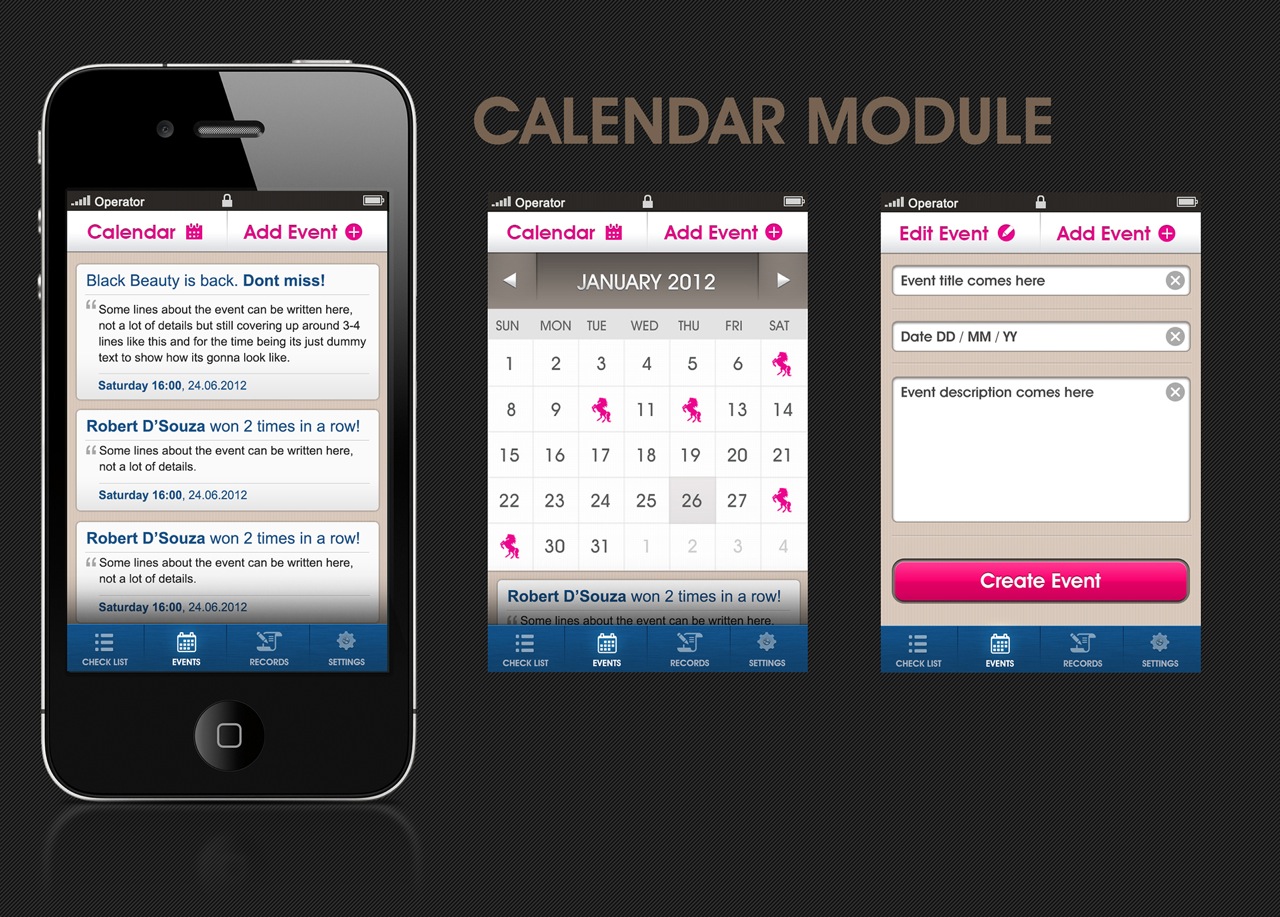 CALENDAR MODULE
Operator
Calendar
Add Event
Black Beauty is back. Dont miss!
“ Some lines about the event can be written here,
not a lot of details but still covering up around 3-4
lines like this and for the time being its just dummy
text to show how its gonna look like.
Saturday 16:00, 24.06.2012
Robert D’Souza won 2 times in a row!
“ Some lines about the event can be written here,
not a lot of details.
Saturday 16:00, 24.06.2012
Robert D’Souza won 2 times in a row!
“ Some lines about the event can be written here,
not a lot of details.
Saturday 16:00, 24.06.2012
CHECK LIST EVENTS RECORDS SETTINGS
Operator
Calendar
Add Event
JANUARY 2012
SUN MON TUE WED THU FRI SAT
1 2 3 4 5 6
8 9 11 13 14
15 16 17 18 19 20 21
22 23 24 25 26 27
30 31 1 2 3 4
Robert D’Souza won 2 times in a row!
“ Some lines about the event can be written here,
CHECK LIST EVENTS RECORDS SETTINGS
Operator
Edit Event
Add Event
Event title comes here
Date DD / MM / YY
Event description comes here
Create Event
CHECK LIST EVENTS RECORDS SETTINGS